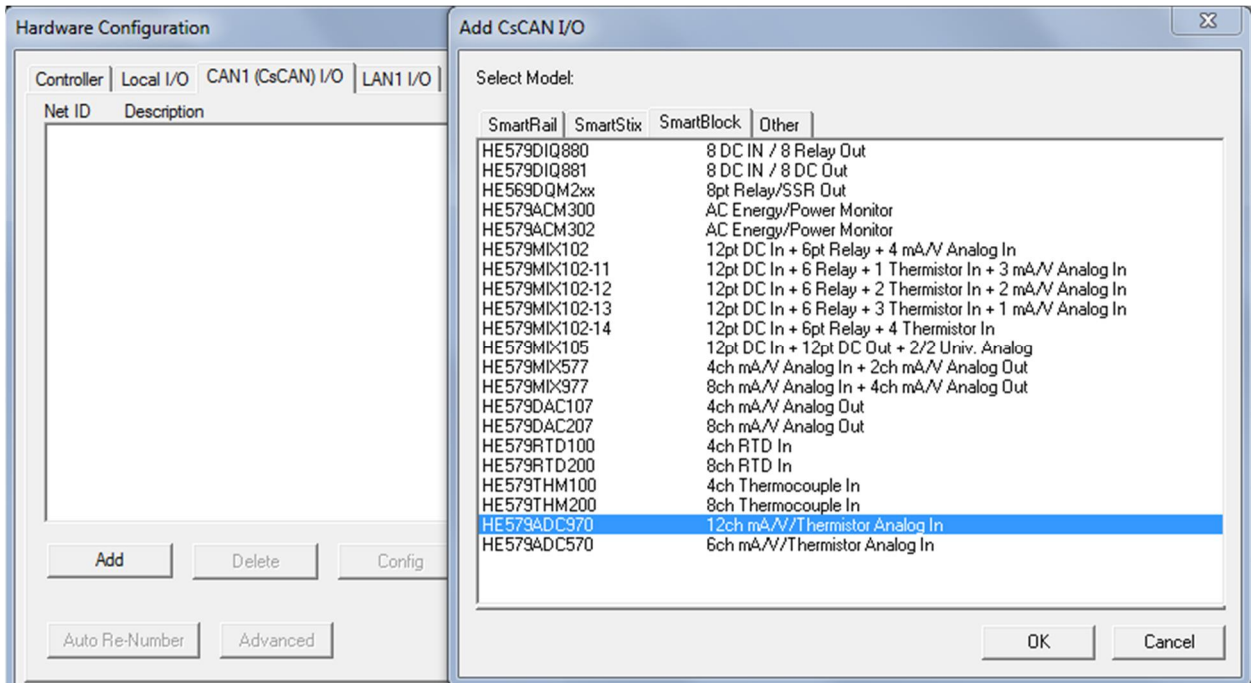 Hardware Configuration
Controller Local I/O CAN1 (CsCAN) I/O LAN1 I/O
Net ID Description
Add Delete Config
Auto Re-Number Advanced
Add CsCAN I/O
Select Model:
SmartRail SmartStix SmartBlock Other
HE579DIQ880 8 DC IN / 8 Relay Out
HE579DIQ881 8 DC IN / 8 DC Out
HE569DQM2xx 8pt Relay/SSR Out
HE579ACM300 AC Energy/Power Monitor
HE579ACM302 AC Energy/Power Monitor
HE579MIX102 12pt DC In + 6pt Relay + 4 mA/V Analog In
HE579MIX102-11 12pt DC In + 6 Relay + 1 Thermistor In + 3 mA/V Analog In
HE579MIX102-12 12pt DC In + 6 Relay + 2 Thermistor In + 2 mA/V Analog In
HE579MIX102-13 12pt DC In + 6 Relay + 3 Thermistor In + 1 mA/V Analog In
HE579MIX102-14 12pt DC In + 6pt Relay + 4 Thermistor In
HE579MIX105 12pt DC In + 12pt DC Out + 2/2 Univ. Analog
HE579MIX577 4ch mA/V Analog In + 2ch mA/V Analog Out
HE579MIX977 8ch mA/V Analog In + 4ch mA/V Analog Out
HE579DAC107 4ch mA/V Analog Out
HE579DAC207 8ch mA/V Analog Out
HE579RTD100 4ch RTD In
HE579RTD200 8ch RTD In
HE579THM100 4ch Thermocouple In
HE579THM200 8ch Thermocouple In
HE579ADC970 12ch mA/V/Thermistor Analog In
HE579ADC570 6ch mA/V/Thermistor Analog In
OK Cancel